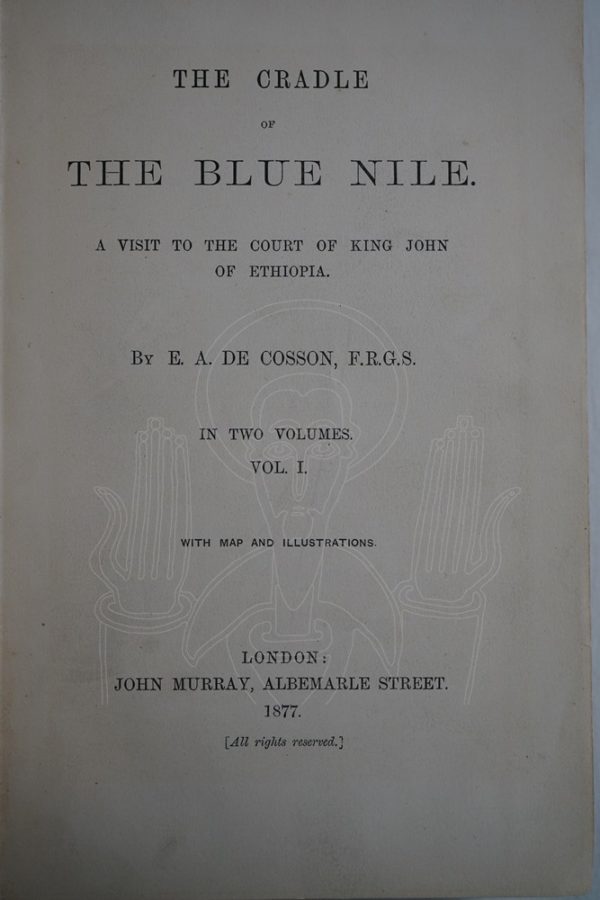 THE CRADLE
OF
THE BLUE NILE.
A VISIT TO THE COURT OF KING JOHN
OF ETHIOPIA.
By E. A. DE COSSON, F.R.G.S.
IN TWO VOLUMES.
VOL. I.
WITH MAP AND ILLUSTRATIONS.
LONDON:
JOHN MURRAY, ALBEMARLE STREET.
1877.
[All rights reserved.]